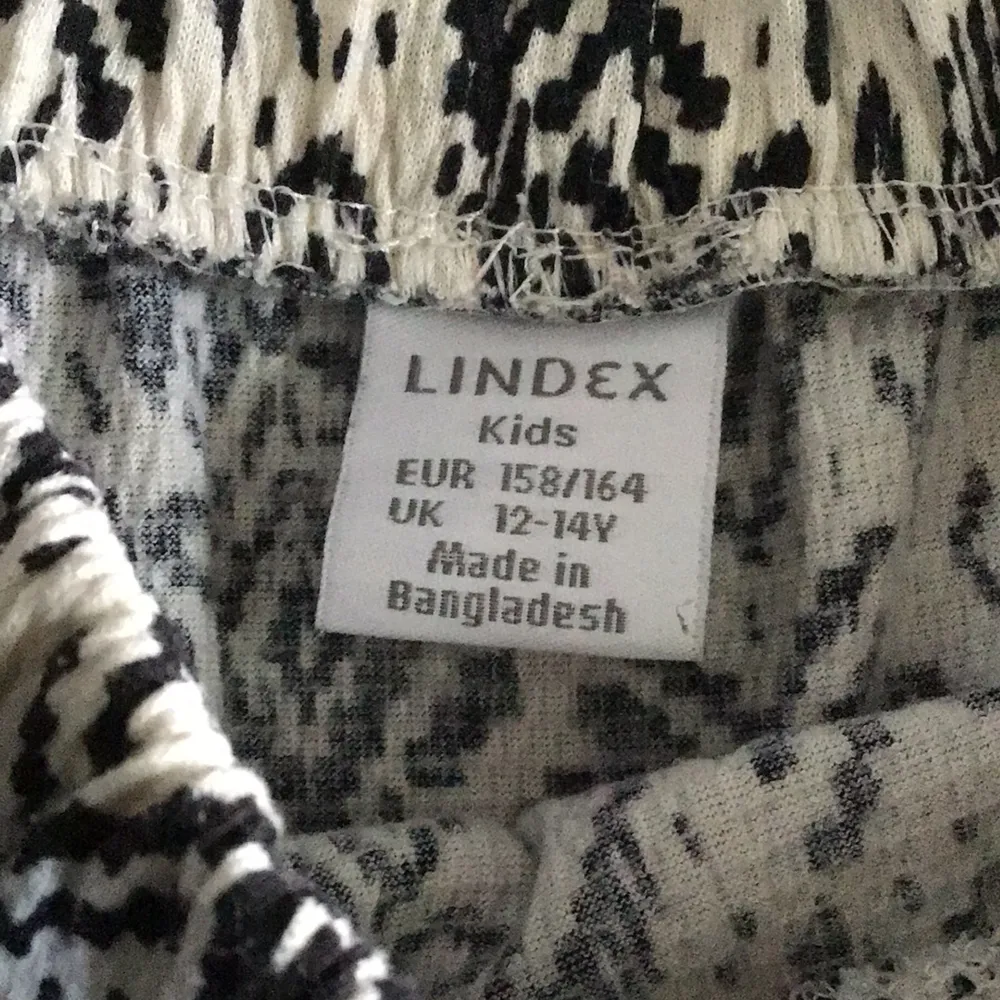 LINDEX
Kids
EUR 158/164
UK 12-14Y
Made in
Bangladesh